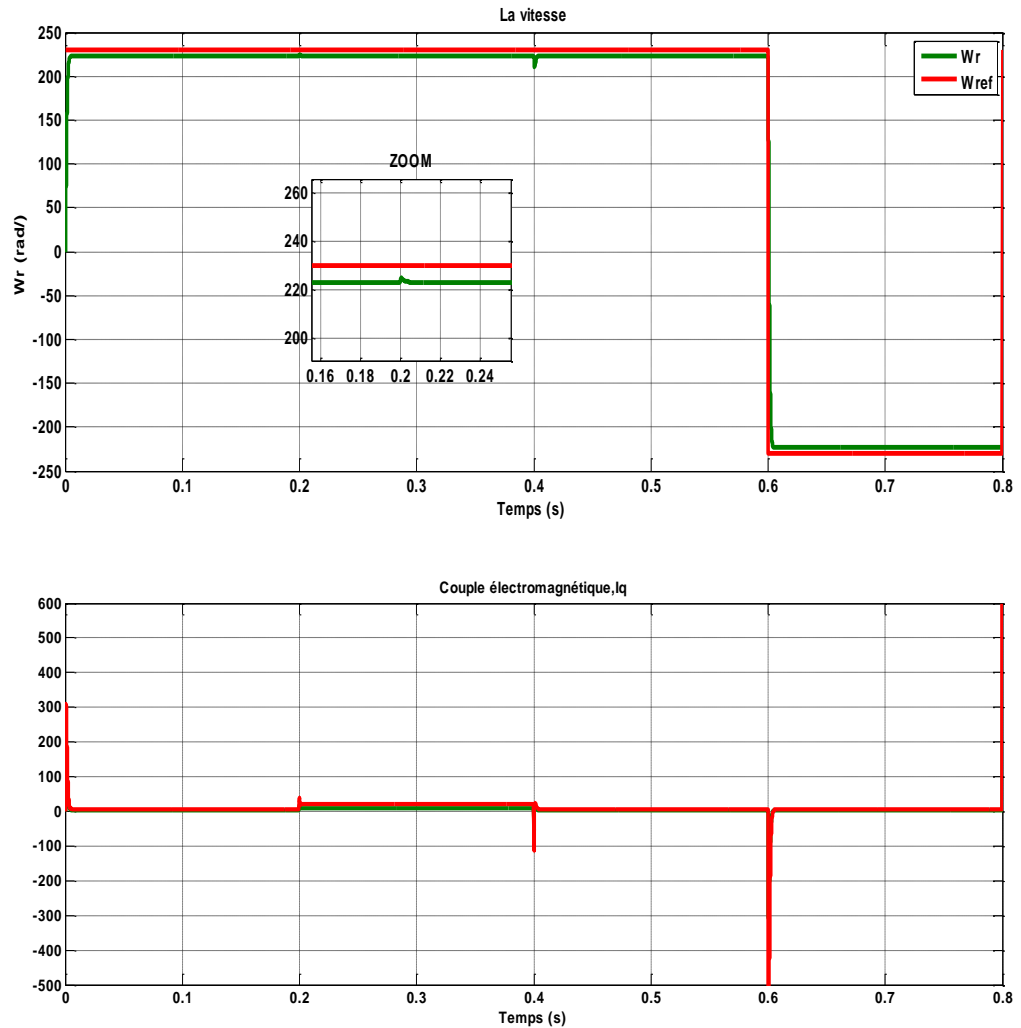 La vitesse
250
200
150
100
50
0
-50
-100
-150
-200
-250
Wr (rad/)
Wr
Wref
ZOOM
260
240
220
200
0.16 0.18 0.2 0.22 0.24
0 0.1 0.2 0.3 0.4 0.5 0.6 0.7 0.8
Temps (s)
Couple électromagnétique,Iq
600
500
400
300
200
100
0
-100
-200
-300
-400
-500
0 0.1 0.2 0.3 0.4 0.5 0.6 0.7 0.8
Temps (s)